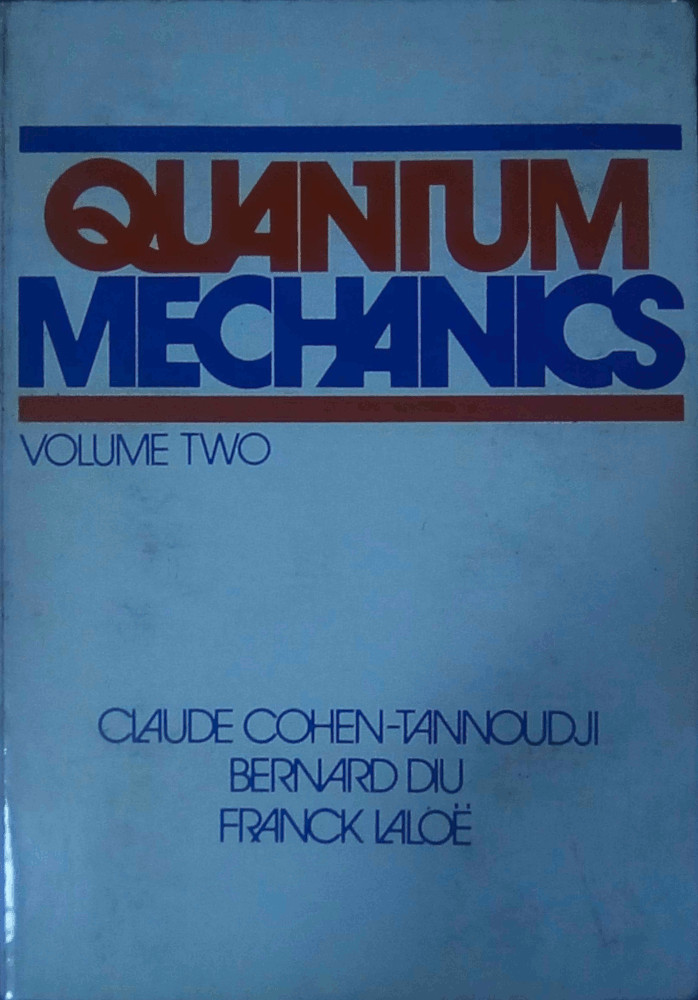 QUANTUM
MECHANICS
VOLUME TWO
CLAUDE COHEN-TANNOUDJI
BERNARD DIU
FRANCK LALOË